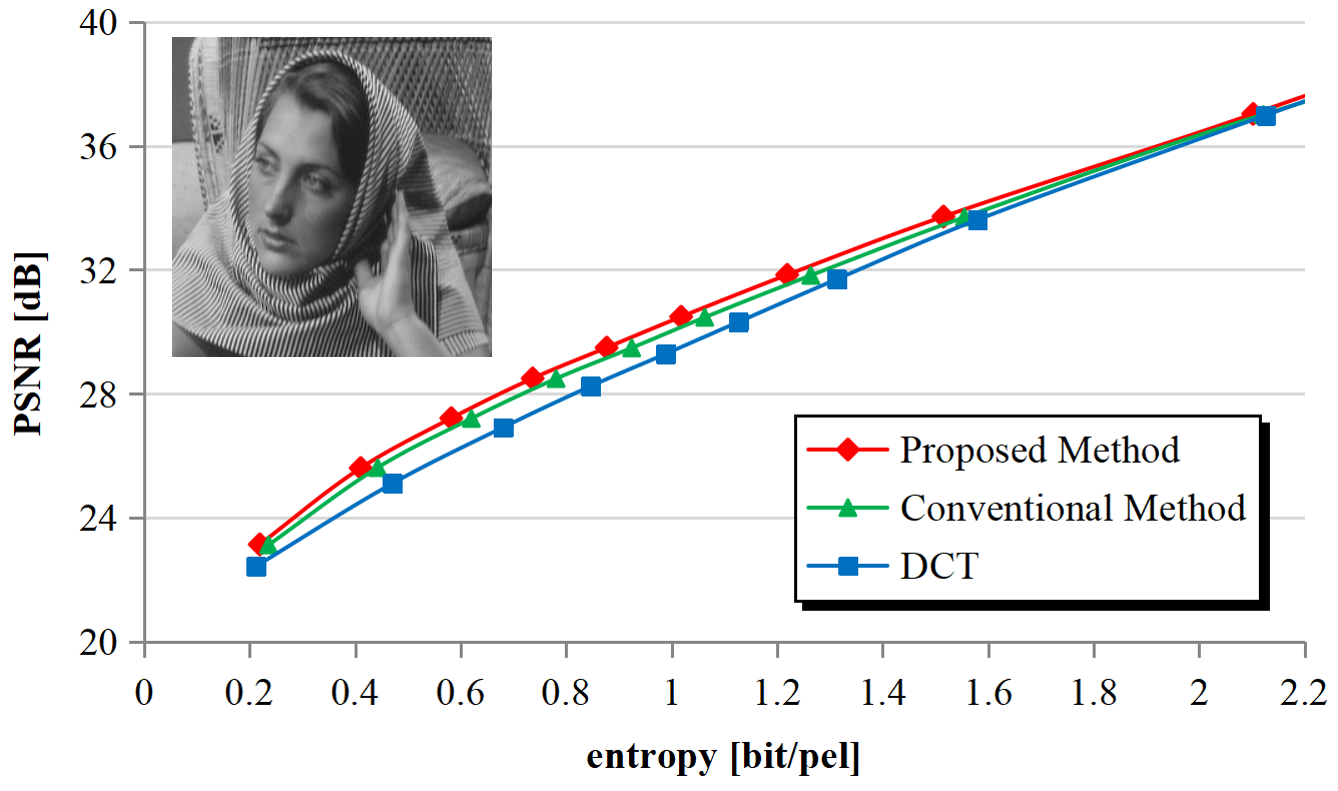 40
36
32
28
24
20
PSNR [dB]
Proposed Method
Conventional Method
DCT
0 0.2 0.4 0.6 0.8 1 1.2 1.4 1.6 1.8 2 2.2
entropy [bit/pel]